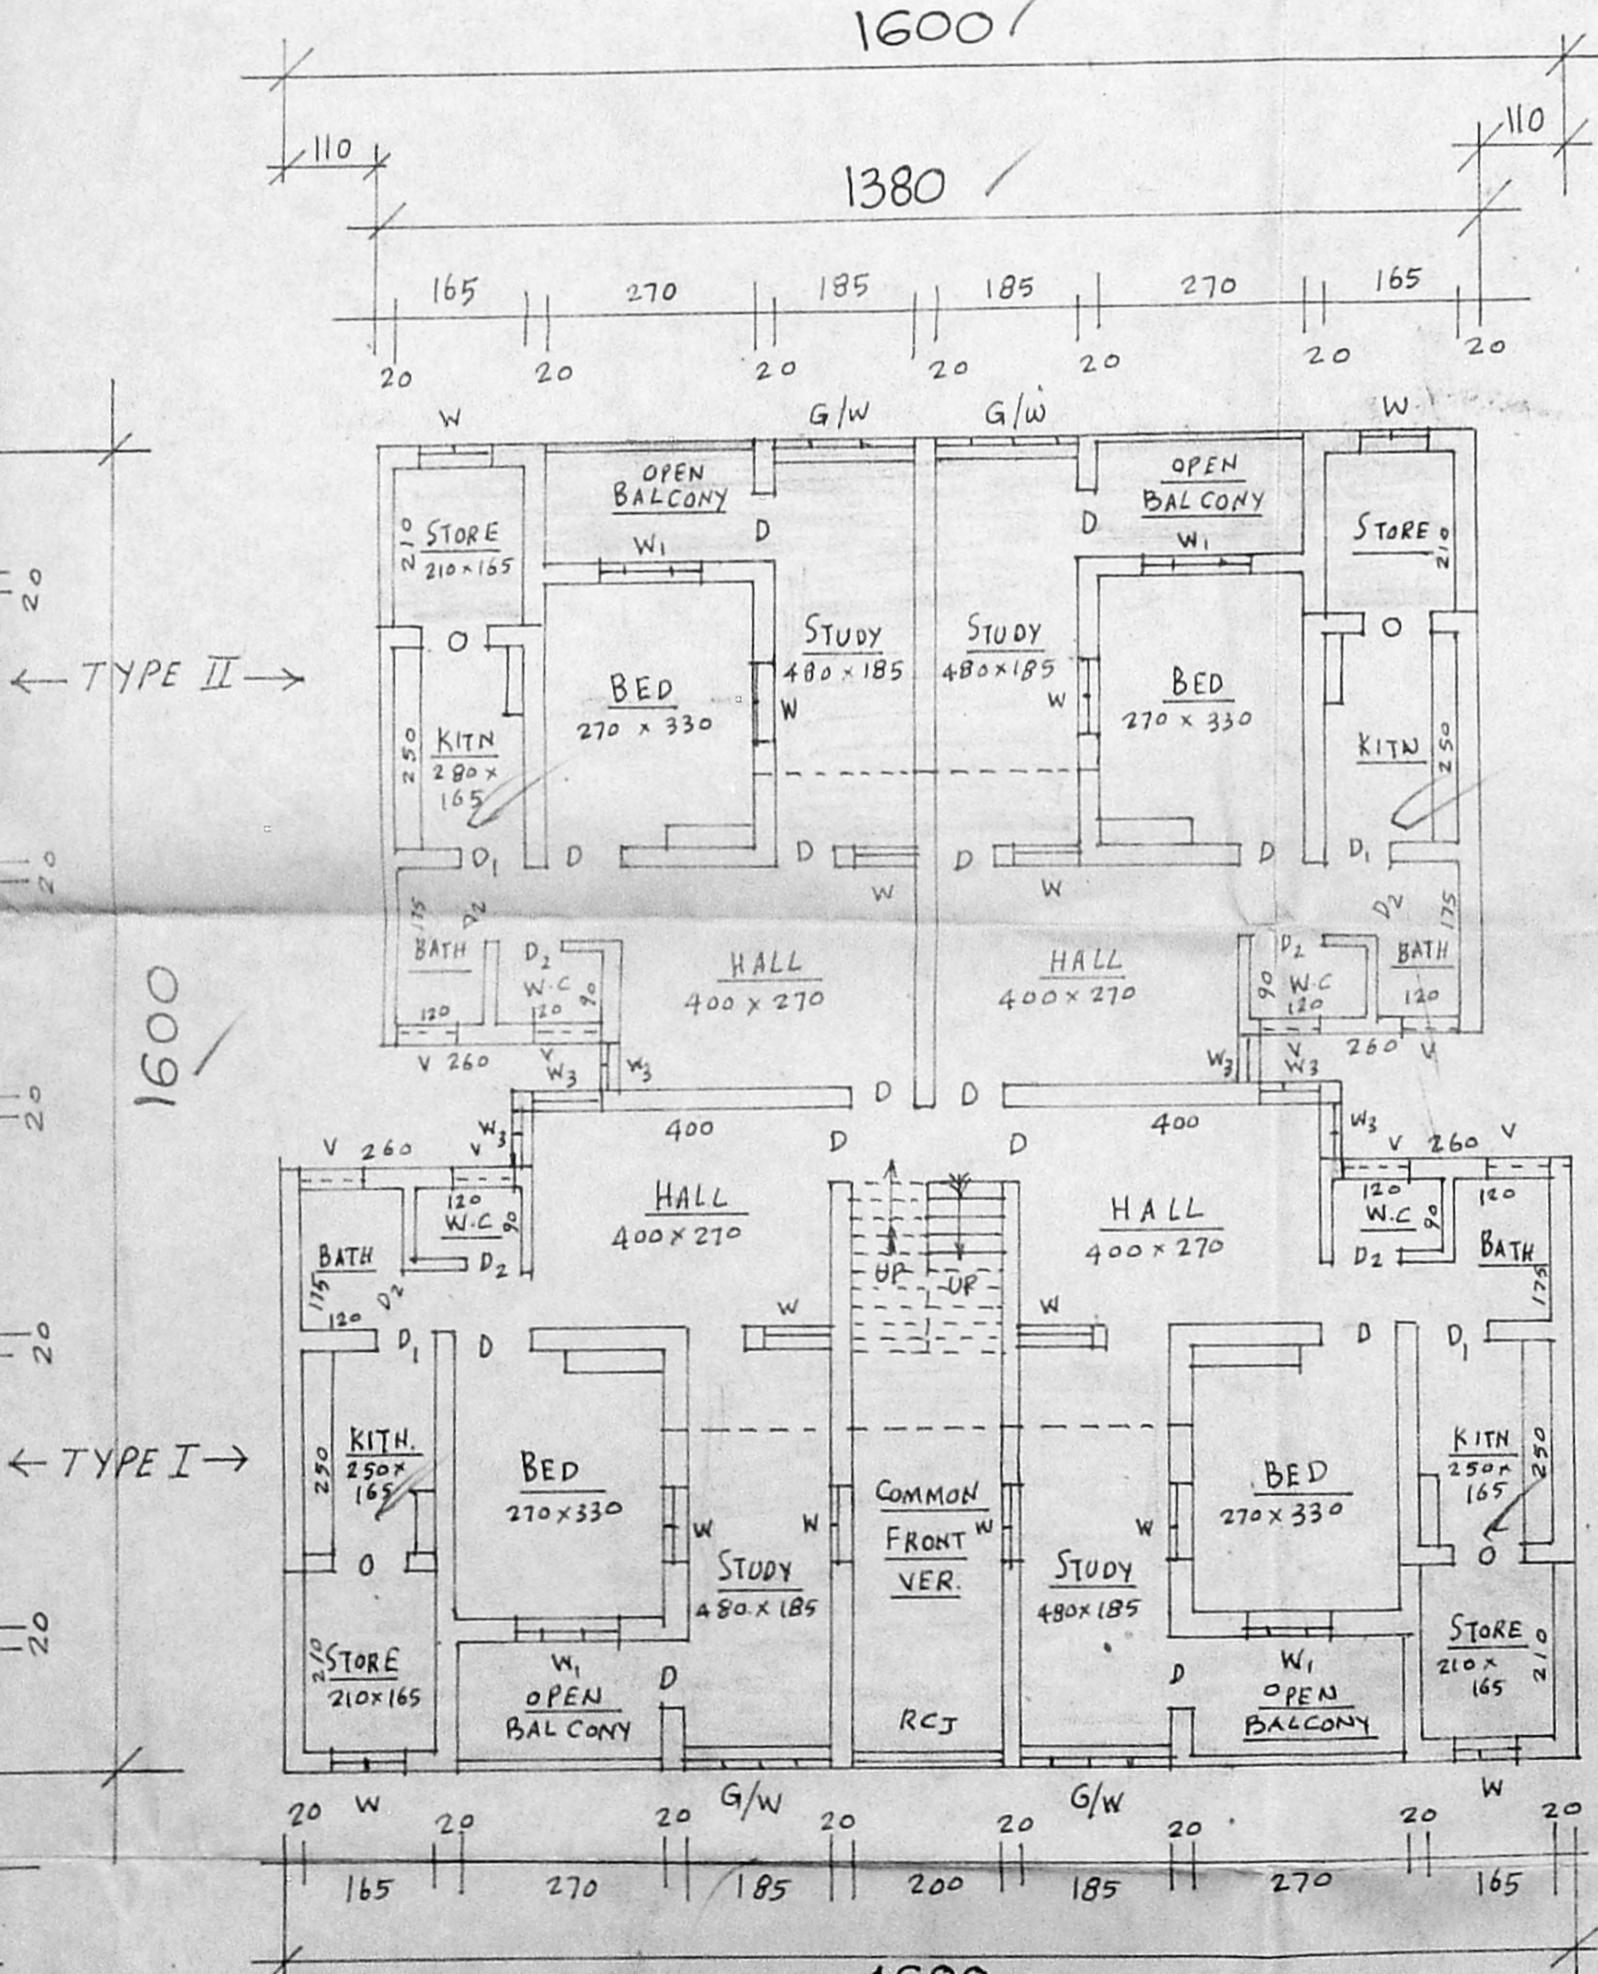 1600
110
110
1380
165 270 185 185 270 165
20 20 20 20 20 20 20
W G/W G/W W
OPEN
BALCONY
OPEN
BALCONY
D D
W1 W1
210
STORE
210×165
STORE
210
20
O O
STUDY
480×185
STUDY
480×185
← TYPE II →
BED
270 × 330
W W
BED
270 × 330
250
KITN
280×
165
KITN
250
D1 D D D D D1
W W
20
175
D2
D2
175
BATH
D2
W.C
120 120
90
HALL
400 × 270
HALL
400 × 270
D2
W.C
120
90
BATH
120
V 260 V
W3 W3
W3 V
W3
260 V
1600
20
D D
400 400
D D
V 260 V W3
W3 V 260 V
120
W.C
90
D2
BATH
175
120
D2
HALL
400×270
UP UP
HALL
400×270
120
W.C
90
D2
120
BATH
175
W W
20
D1 D D D1
← TYPE I →
250
KITH.
250×
165
BED
270×330
W W
COMMON
FRONT
VER.
W W
BED
270×330
KITN
250×
165
250
O O
STUDY
480×185
STUDY
480×185
20
210
STORE
210×165
W1
OPEN
BALCONY
D
RCJ
D
W1
OPEN
BALCONY
STORE
210×
165
210
W G/W G/W W
20 20 20 20 20 20 20 20
165 270 185 200 185 270 165